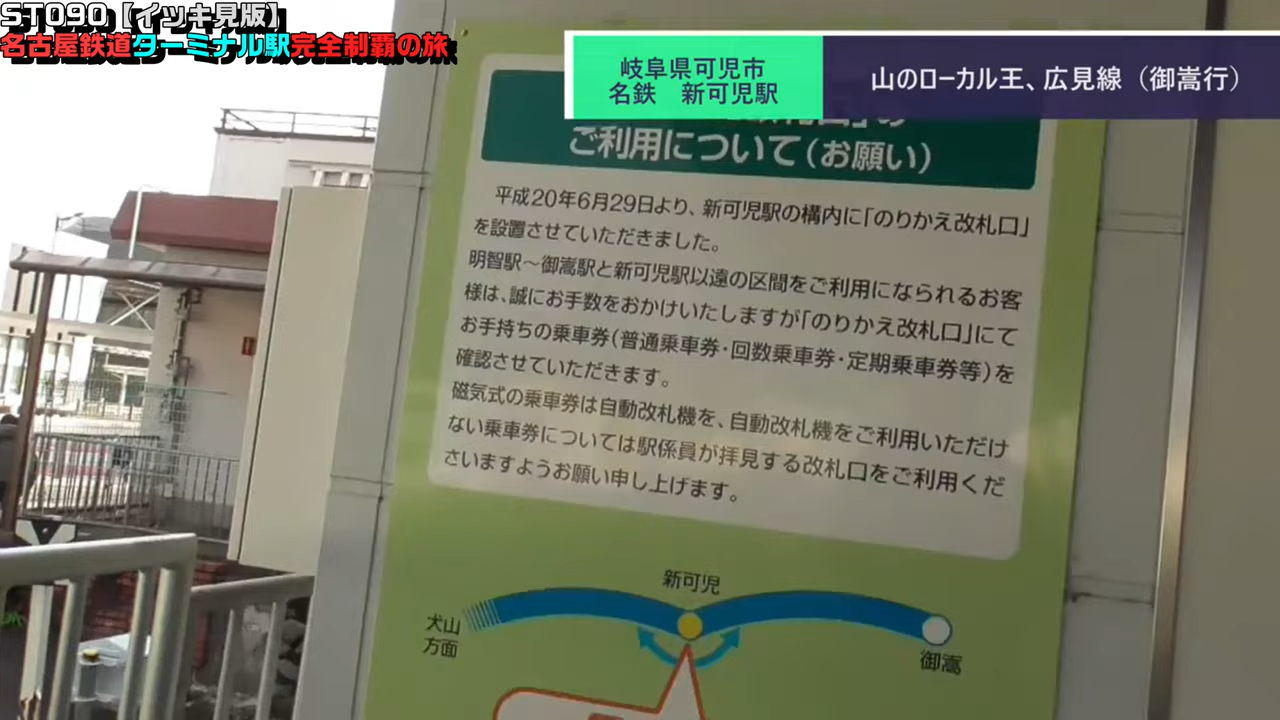 ST090【イツキ見版】
名古屋鉄道ターミナル駅完全制覇の旅
岐阜県可児市
名鉄　新可児駅
山のローカル王、広見線（御嵩行）
ご利用について（お願い）
平成20年6月29日より、新可児駅の構内に「のりかえ改札口」
を設置させていただきました。
明智駅～御嵩駅と新可児駅以遠の区間をご利用になられるお客
様は、誠にお手数をおかけいたしますが「のりかえ改札口」にて
お手持ちの乗車券（普通乗車券・回数乗車券・定期乗車券等）を
確認させていただきます。
磁気式の乗車券は自動改札機を、自動改札機をご利用いただけ
ない乗車券については駅係員が拝見する改札口をご利用くだ
さいますようお願い申し上げます。
新可児
犬山
方面
御嵩